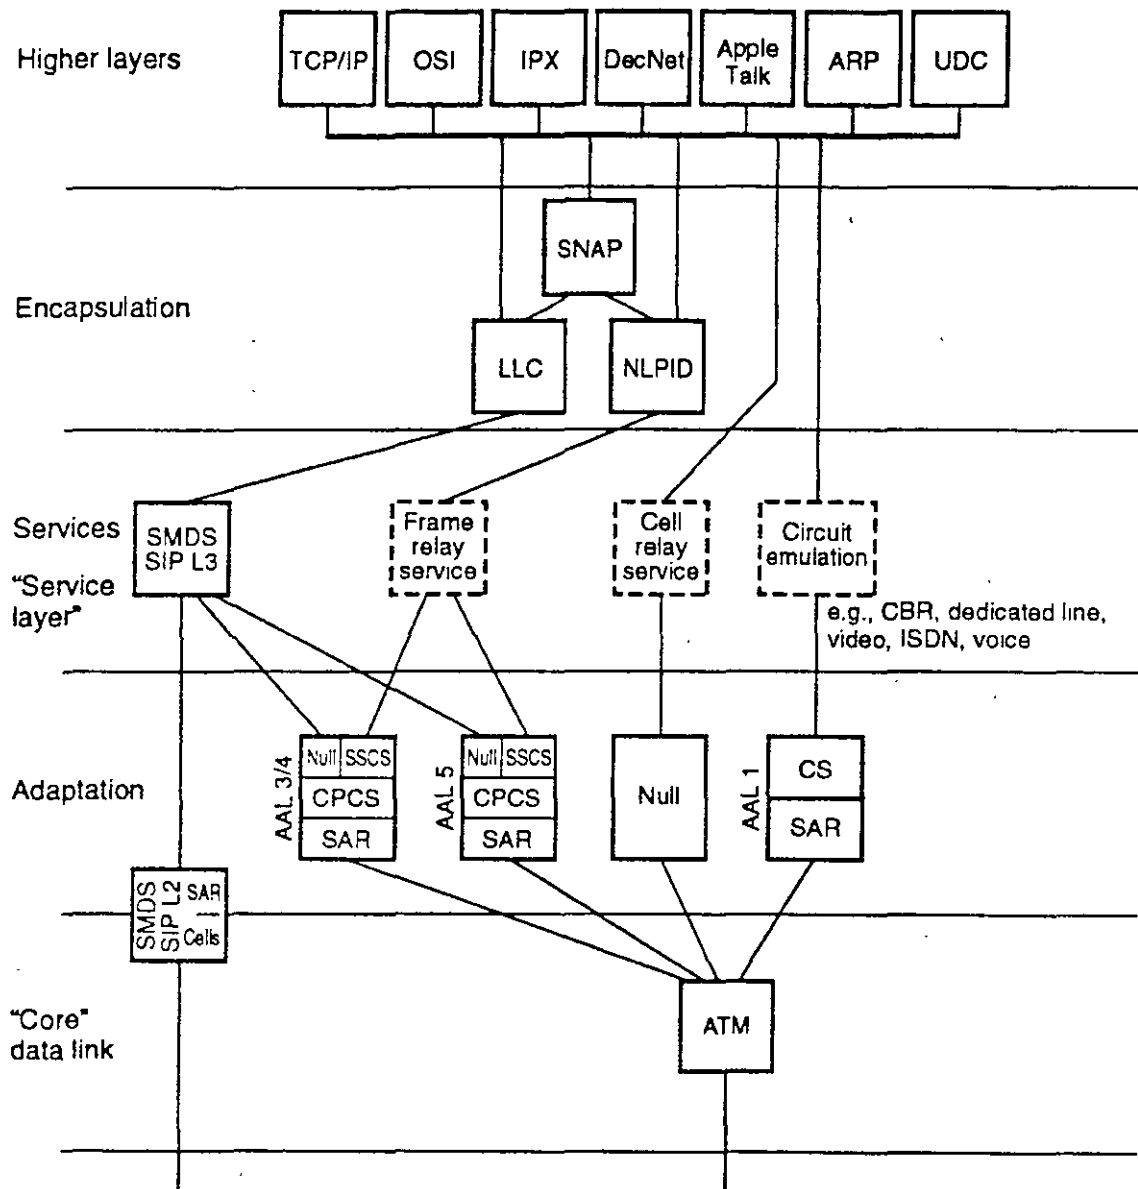 Higher layers
TCP/IP
OSI
IPX
DecNet
Apple
Talk
ARP
UDC
Encapsulation
SNAP
LLC
NLPID
Services
"Service
layer"
SMDS
SIP L3
Frame
relay
service
Cell
relay
service
Circuit
emulation
e.g., CBR, dedicated line,
video, ISDN, voice
Adaptation
AAL 3/4
Null SSCS
CPCS
SAR
AAL 5
Null SSCS
CPCS
SAR
Null
AAL 1
CS
SAR
SMDS
SIP L2
SAR
Cells
"Core"
data link
ATM